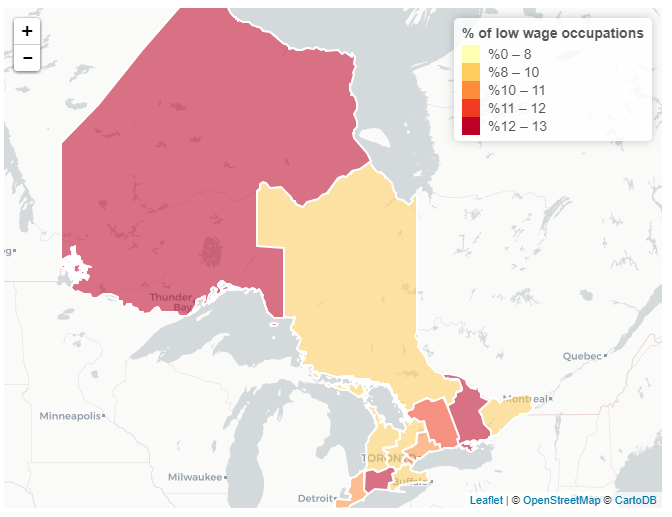 +
−
% of low wage occupations
%0 – 8
%8 – 10
%10 – 11
%11 – 12
%12 – 13
eg
Thunder
Bay
Quebec
Montreal
Minneapolis
TORONTO
Milwaukee
Buffalo
Detroit
Leaflet | © OpenStreetMap © CartoDB